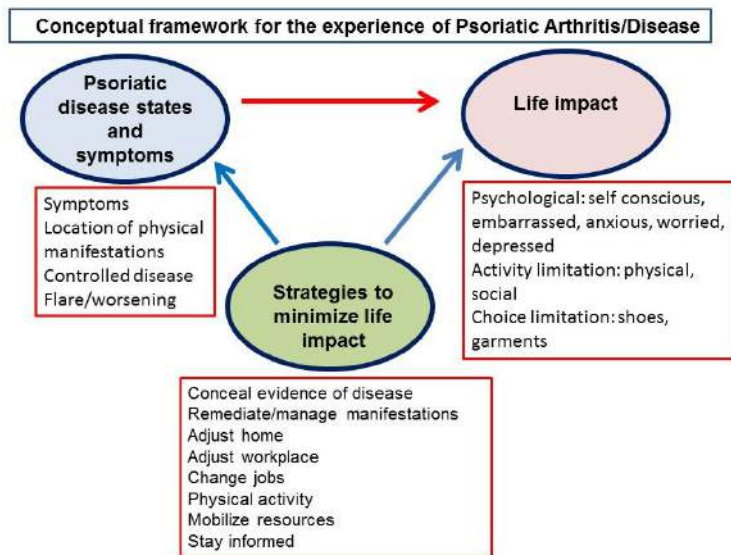 Conceptual framework for the experience of Psoriatic Arthritis/Disease
Psoriatic
disease states
and
symptoms
Life impact
Symptoms
Location of physical
manifestations
Controlled disease
Flare/worsening
Psychological: self conscious,
embarrassed, anxious, worried,
depressed
Activity limitation: physical,
social
Choice limitation: shoes,
garments
Strategies to
minimize life
impact
Conceal evidence of disease
Remediate/manage manifestations
Adjust home
Adjust workplace
Change jobs
Physical activity
Mobilize resources
Stay informed